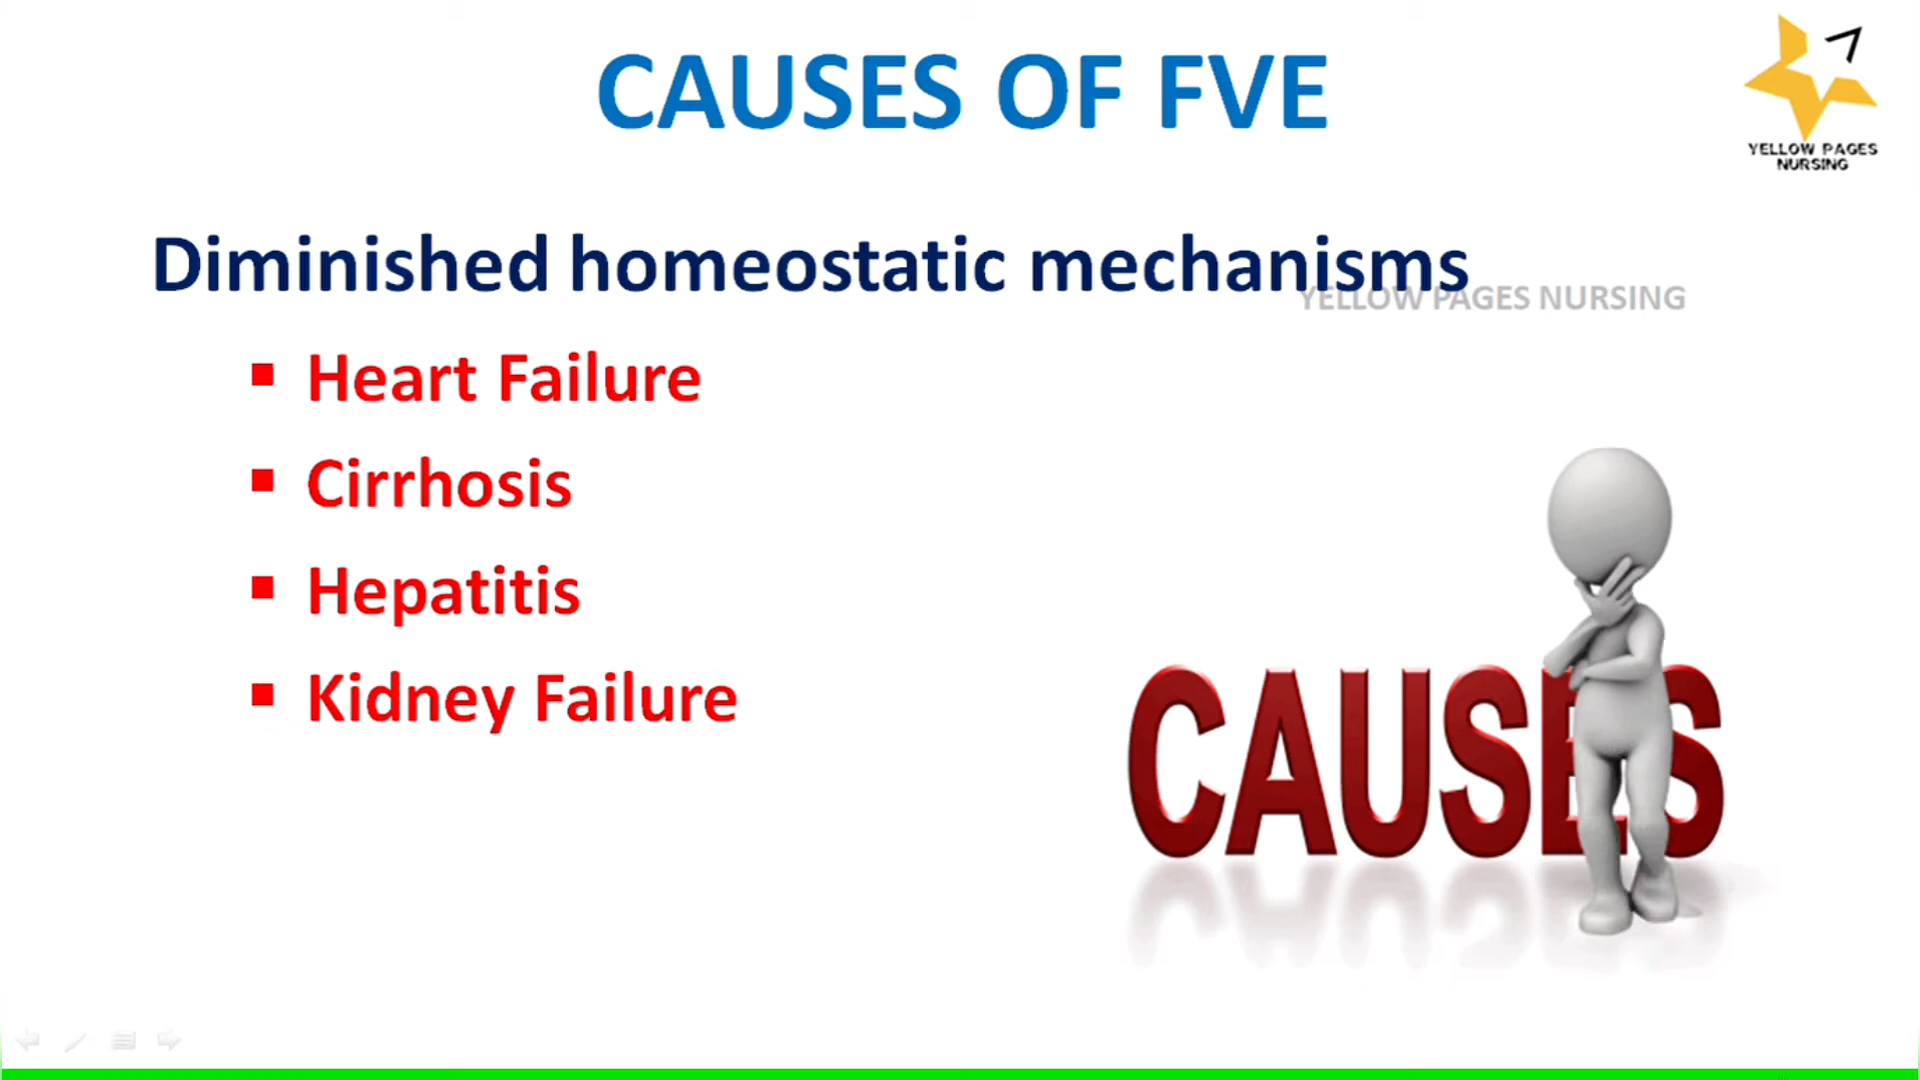 CAUSES OF FVE
YELLOW PAGES
NURSING
Diminished homeostatic mechanisms
YELLOW PAGES NURSING
▪ Heart Failure
▪ Cirrhosis
▪ Hepatitis
▪ Kidney Failure
CAUSES